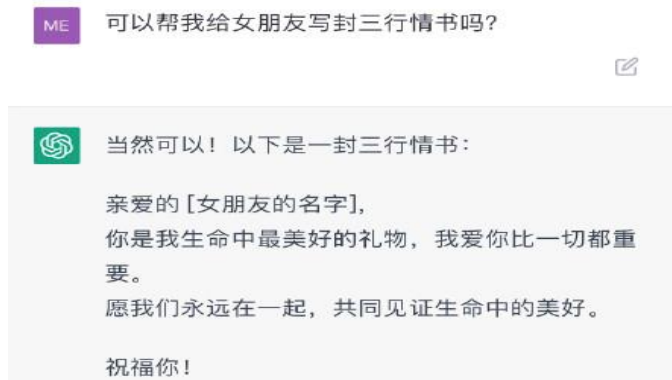 ME
可以帮我给女朋友写封三行情书吗?
当然可以! 以下是一封三行情书:
亲爱的 [女朋友的名字],
你是我生命中最美好的礼物, 我爱你比一切都重
要。
愿我们永远在一起, 共同见证生命中的美好。
祝福你!